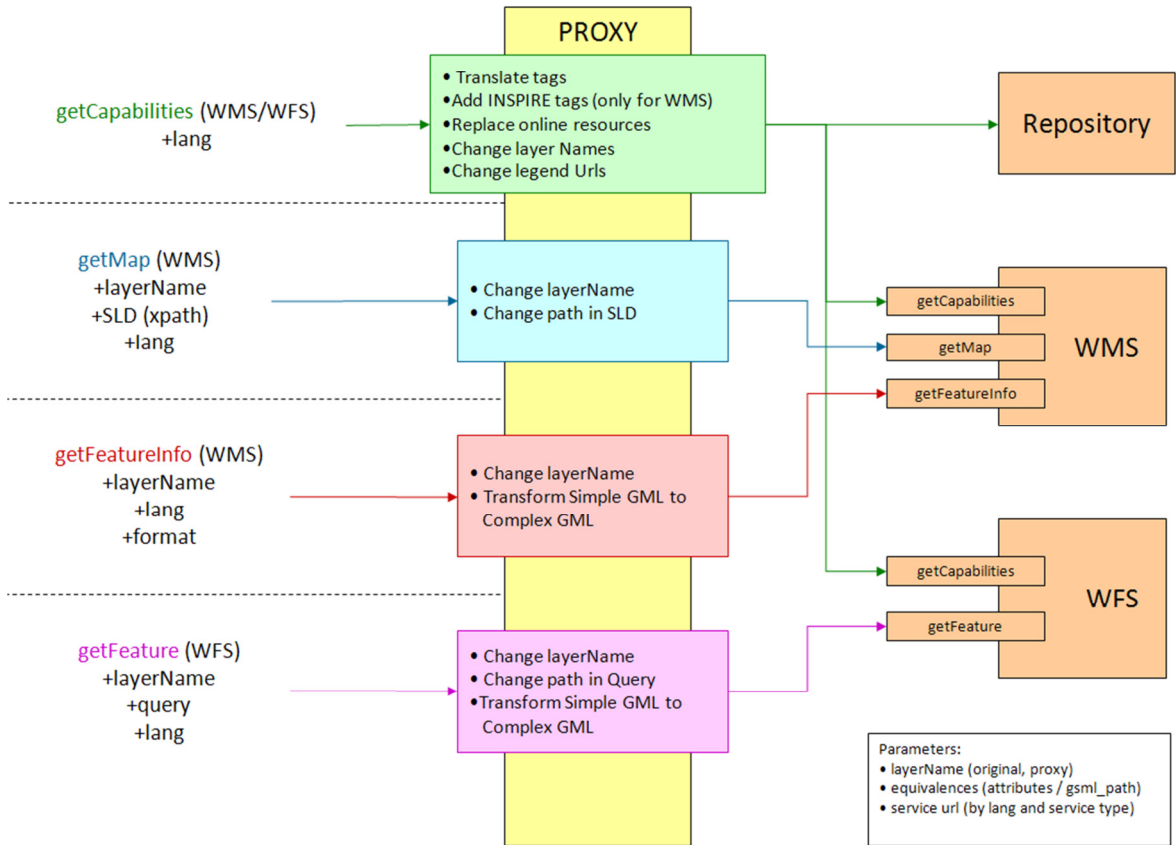 PROXY
getCapabilities (WMS/WFS)
+lang
• Translate tags
•Add INSPIRE tags (only for WMS)
•Replace online resources
•Change layer Names
•Change legend Urls
Repository
getMap (WMS)
+layerName
+SLD (xpath)
+lang
• Change layerName
• Change path in SLD
getCapabilities
getMap
getFeatureInfo
WMS
getFeatureInfo (WMS)
+layerName
+lang
+format
• Change layerName
• Transform Simple GML to
Complex GML
getCapabilities
getFeature
WFS
getFeature (WFS)
+layerName
+query
+lang
• Change layerName
• Change path in Query
•Transform Simple GML to
Complex GML
Parameters:
• layerName (original, proxy)
• equivalences (attributes / gsml_path)
• service url (by lang and service type)